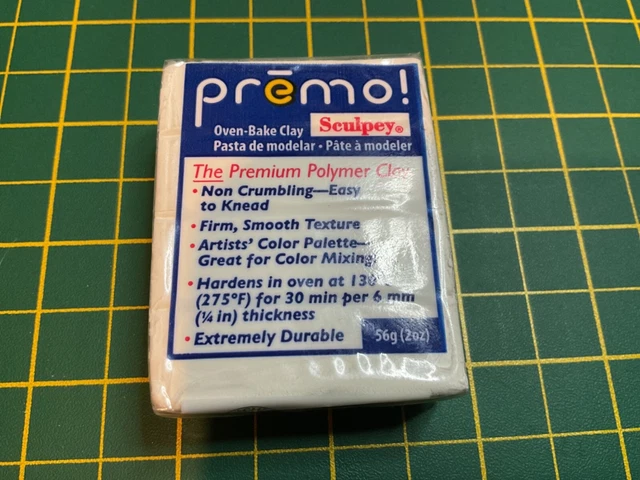 prēmo!
Oven-Bake Clay Sculpey®
Pasta de modelar • Pâte à modeler
The Premium Polymer Clay
• Non Crumbling—Easy
to Knead
• Firm, Smooth Texture
• Artists' Color Palette—
Great for Color Mixing
• Hardens in oven at 130°
(275°F) for 30 min per 6 mm
(¼ in) thickness
• Extremely Durable
56g (2oz)